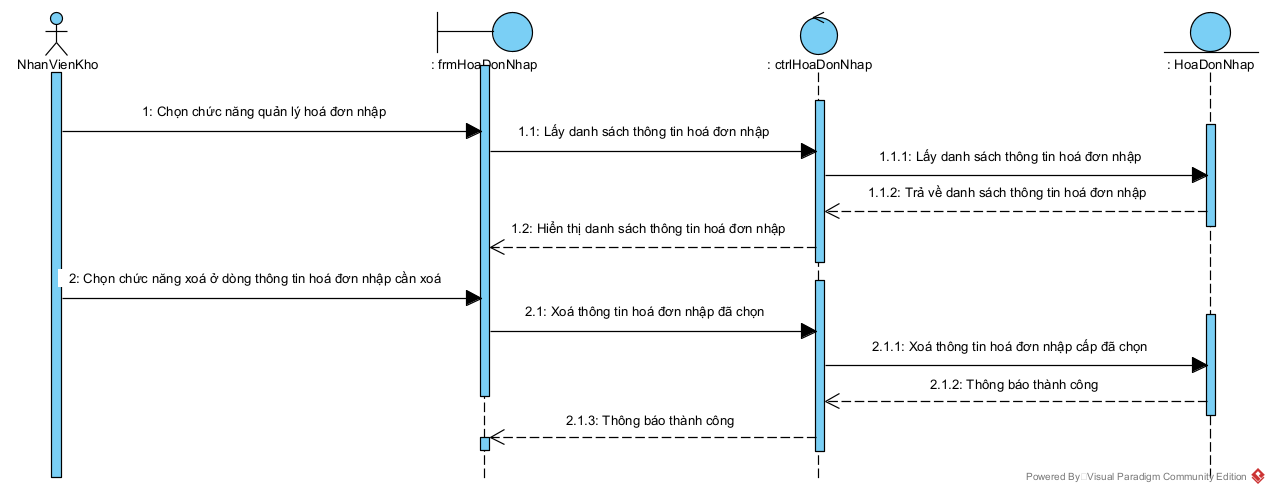 NhanVienKho
: frmHoaDonNhap
: ctrlHoaDonNhap
: HoaDonNhap
1: Chọn chức năng quản lý hoá đơn nhập
1.1: Lấy danh sách thông tin hoá đơn nhập
1.1.1: Lấy danh sách thông tin hoá đơn nhập
1.1.2: Trả về danh sách thông tin hoá đơn nhập
1.2: Hiển thị danh sách thông tin hoá đơn nhập
2: Chọn chức năng xoá ở dòng thông tin hoá đơn nhập cần xoá
2.1: Xoá thông tin hoá đơn nhập đã chọn
2.1.1: Xoá thông tin hoá đơn nhập cấp đã chọn
2.1.2: Thông báo thành công
2.1.3: Thông báo thành công
Powered By Visual Paradigm Community Edition